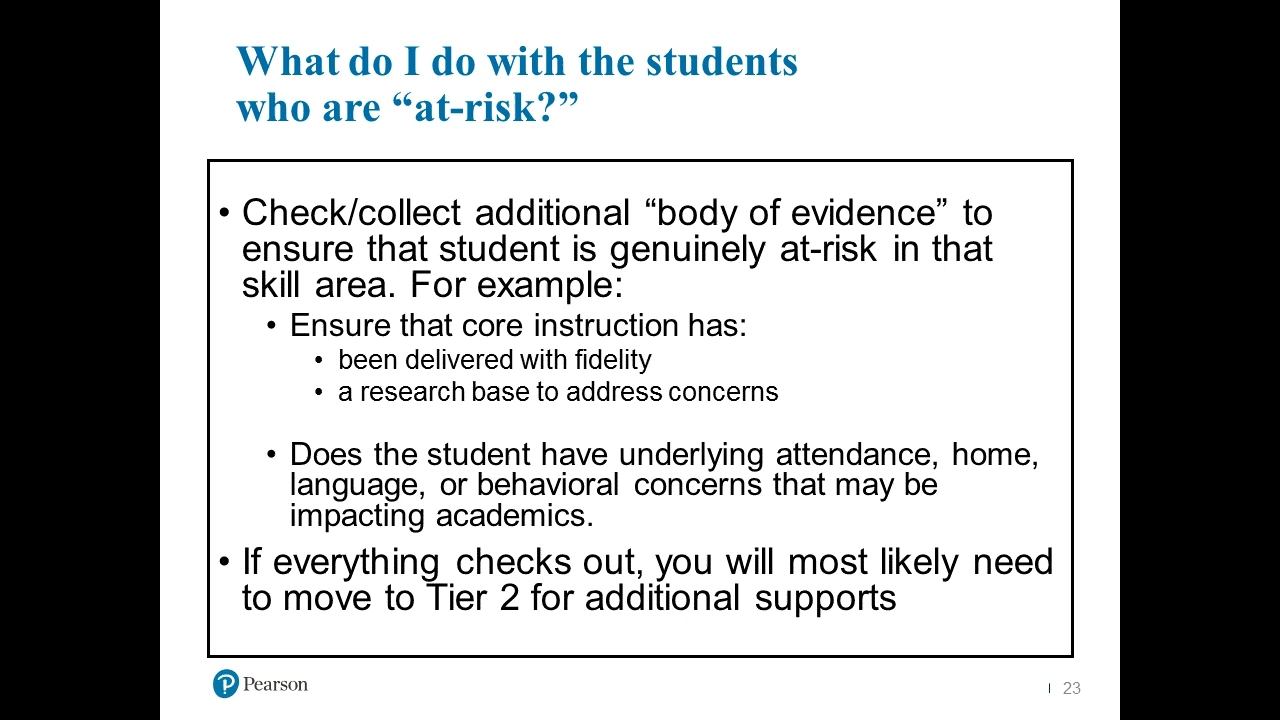 What do I do with the students
who are “at-risk?”
• Check/collect additional “body of evidence” to
ensure that student is genuinely at-risk in that
skill area. For example:
• Ensure that core instruction has:
• been delivered with fidelity
• a research base to address concerns
• Does the student have underlying attendance, home,
language, or behavioral concerns that may be
impacting academics.
• If everything checks out, you will most likely need
to move to Tier 2 for additional supports
P Pearson
| 23